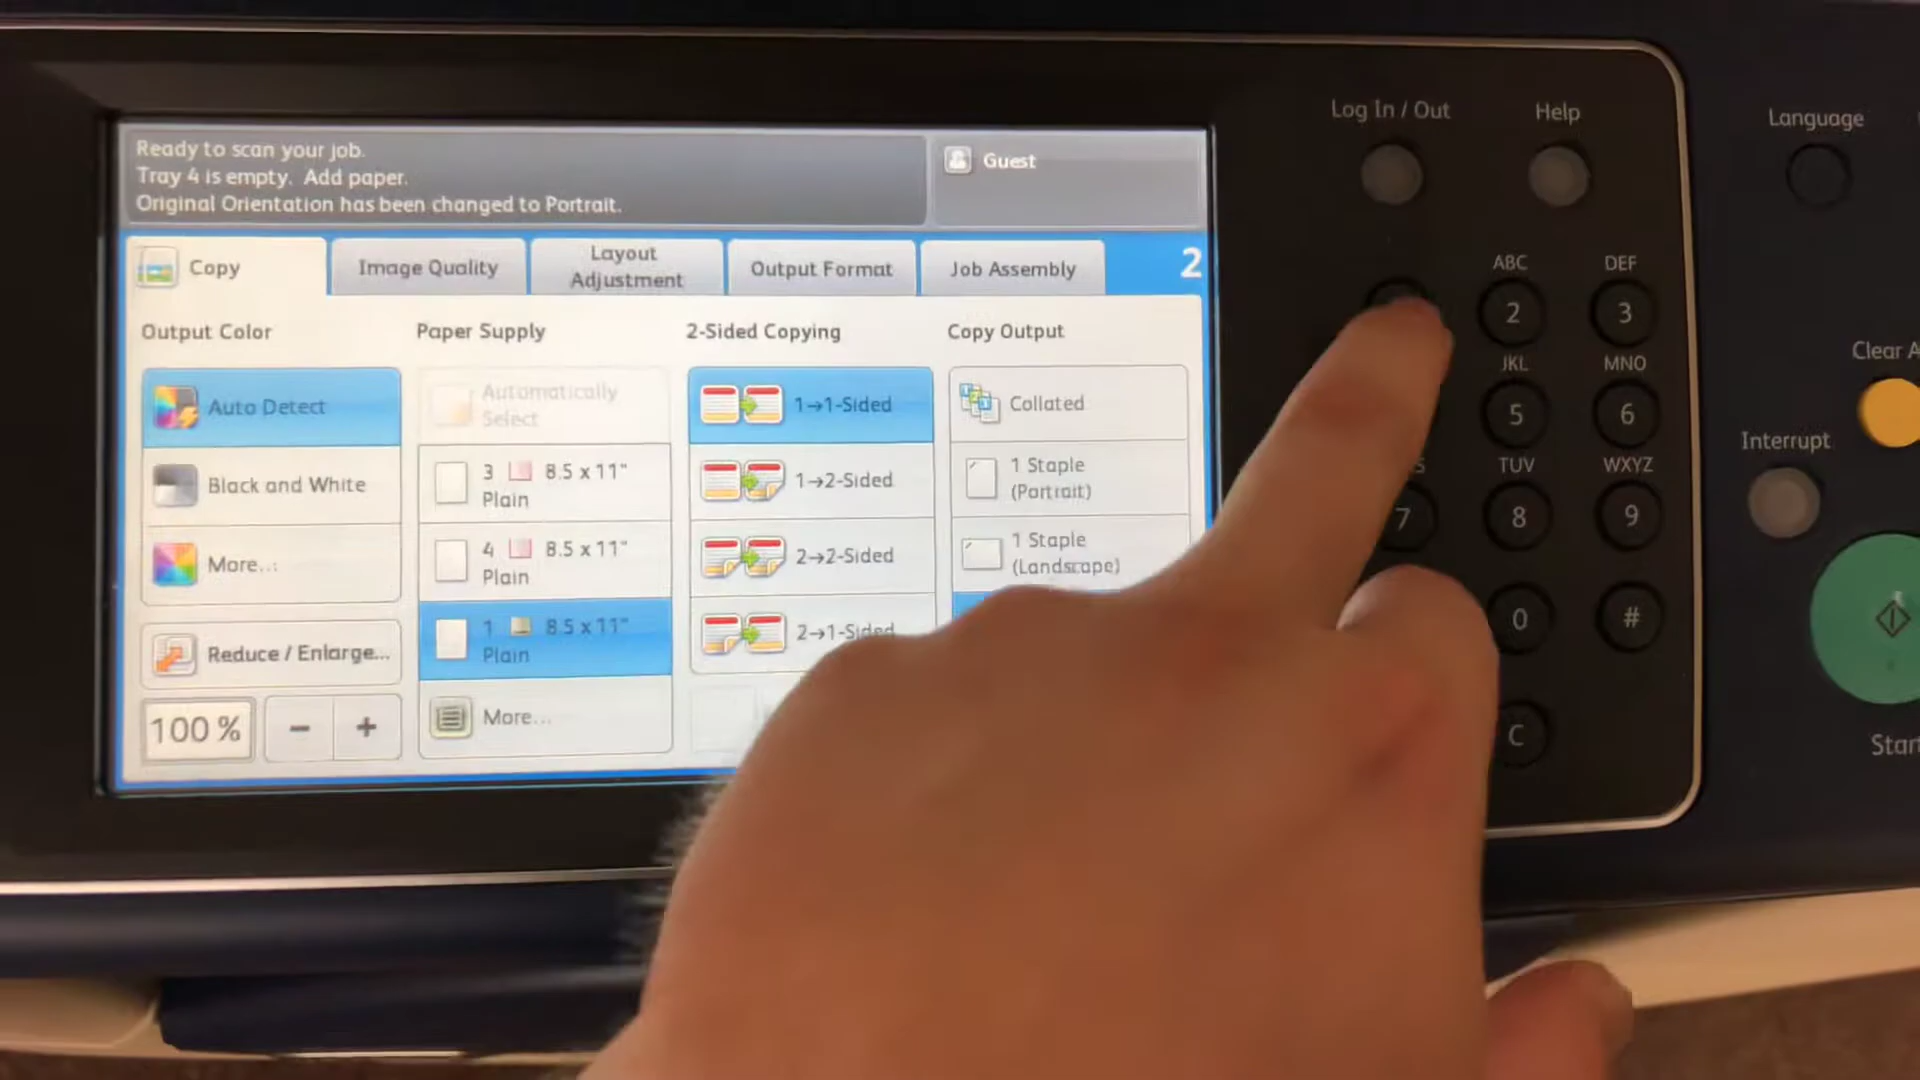 Ready to scan your job.
Tray 4 is empty. Add paper.
Original Orientation has been changed to Portrait.
Guest
Copy
Image Quality
Layout
Adjustment
Output Format
Job Assembly
2
Output Color
Auto Detect
Black and White
More...
Reduce / Enlarge...
100 %
− +
Paper Supply
Automatically
Select
3 8.5 x 11"
Plain
4 8.5 x 11"
Plain
1 8.5 x 11"
Plain
More...
2-Sided Copying
1→1-Sided
1→2-Sided
2→2-Sided
2→1-Sided
Copy Output
Collated
1 Staple
(Portrait)
1 Staple
(Landscape)
Log In / Out
Help
Language
ABC
DEF
2
3
JKL
MNO
5
6
S
TUV
WXYZ
7
8
9
0
#
C
Clear A
Interrupt
Start